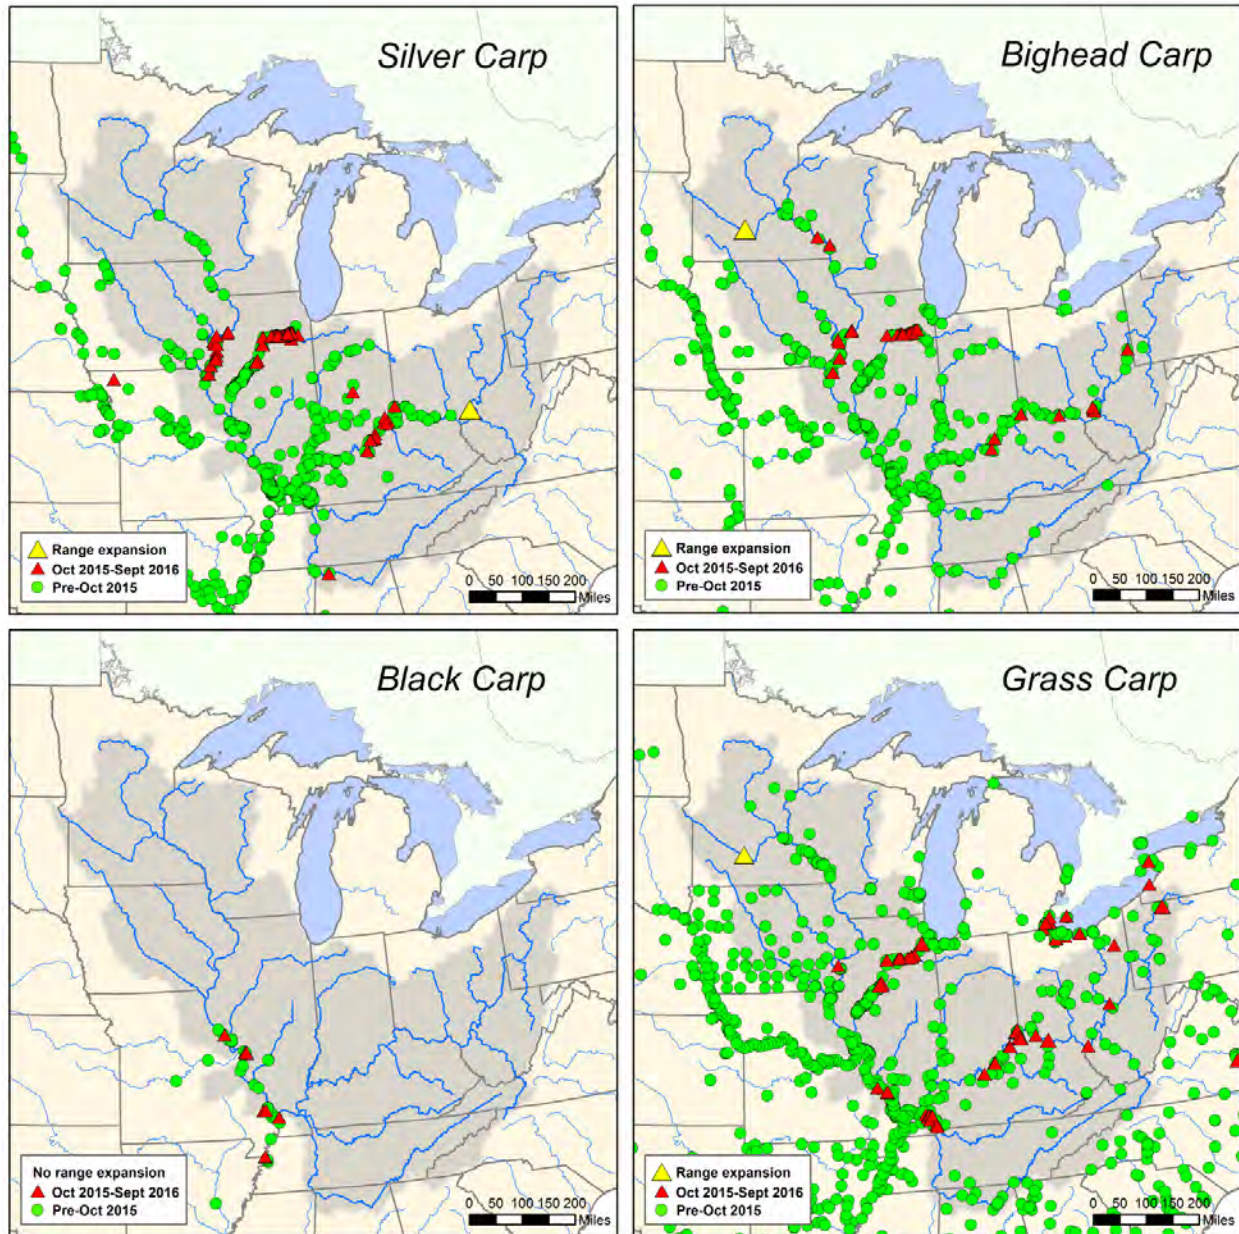 Silver Carp
Range expansion
Oct 2015-Sept 2016
Pre-Oct 2015
0 50 100 150 200
Miles
Bighead Carp
Range expansion
Oct 2015-Sept 2016
Pre-Oct 2015
0 50 100 150 200
Miles
Black Carp
No range expansion
Oct 2015-Sept 2016
Pre-Oct 2015
0 50 100 150 200
Miles
Grass Carp
Range expansion
Oct 2015-Sept 2016
Pre-Oct 2015
0 50 100 150 200
Miles